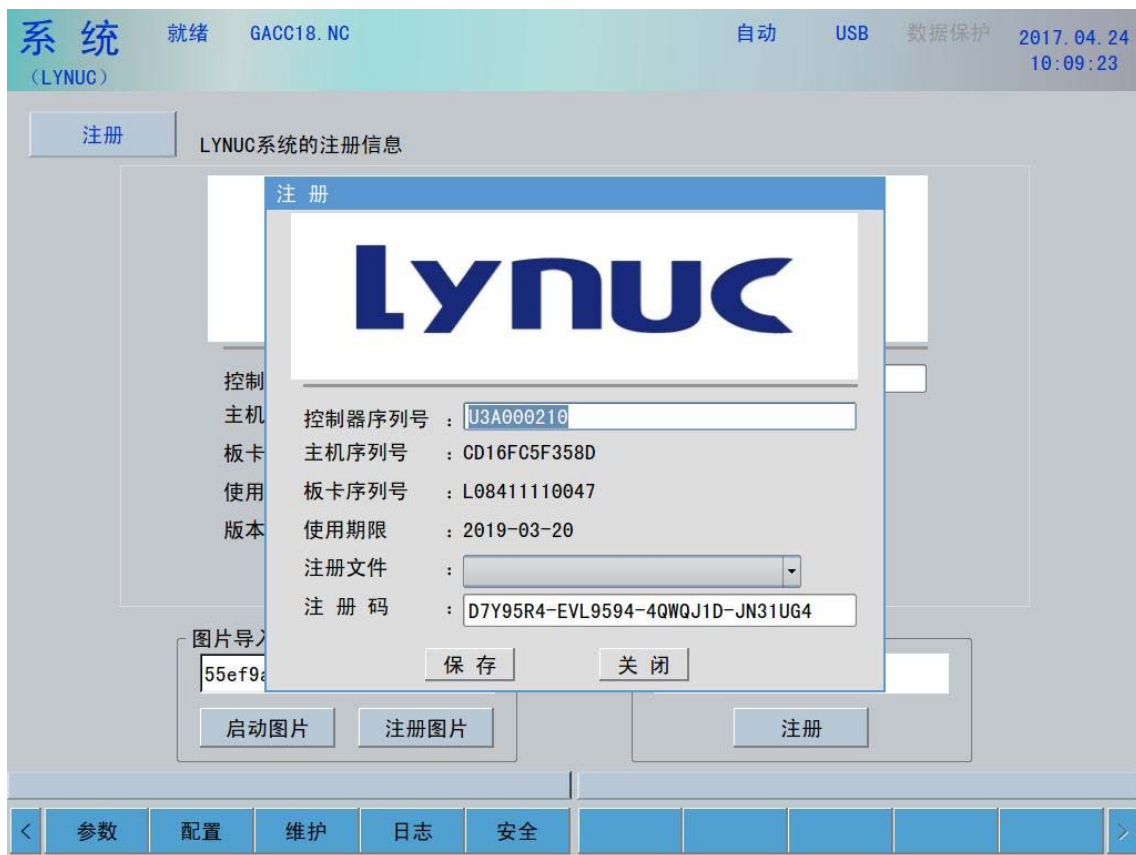 系 统 就绪 GACC18.NC 自动 USB 数据保护 2017.04.24
(LYNUC) 10:09:23
注册 LYNUC系统的注册信息
注 册
Lynuc
控制
主机
板卡
使用
版本
控制器序列号 : U3A000210
主机序列号 : CD16FC5F358D
板卡序列号 : L08411110047
使用期限 : 2019-03-20
注册文件 :
注 册 码 : D7Y95R4-EVL9594-4QWQJ1D-JN31UG4
保 存 关 闭
图片导入
55ef9a
启动图片 注册图片 注册
< 参数 配置 维护 日志 安全 >